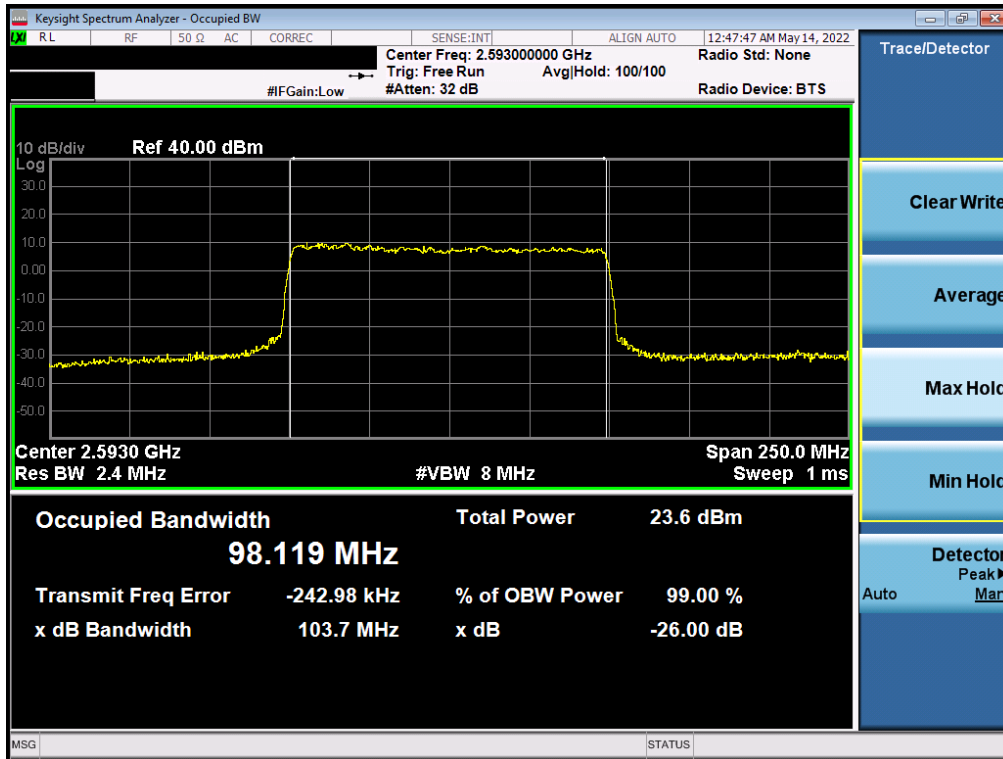 Keysight Spectrum Analyzer - Occupied BW
LXI RL RF 50 Ω AC CORREC SENSE:INT ALIGN AUTO 12:47:47 AM May 14, 2022
Center Freq: 2.593000000 GHz Radio Std: None
Trig: Free Run Avg|Hold: 100/100
#IFGain:Low #Atten: 32 dB Radio Device: BTS
Trace/Detector
10 dB/div Ref 40.00 dBm
Log
30.0
20.0
10.0
0.00
-10.0
-20.0
-30.0
-40.0
-50.0
Center 2.5930 GHz Span 250.0 MHz
Res BW 2.4 MHz #VBW 8 MHz Sweep 1 ms
Occupied Bandwidth Total Power 23.6 dBm
98.119 MHz
Transmit Freq Error -242.98 kHz % of OBW Power 99.00 %
x dB Bandwidth 103.7 MHz x dB -26.00 dB
Clear Write
Average
Max Hold
Min Hold
Detector
Peak
Auto Man
MSG STATUS